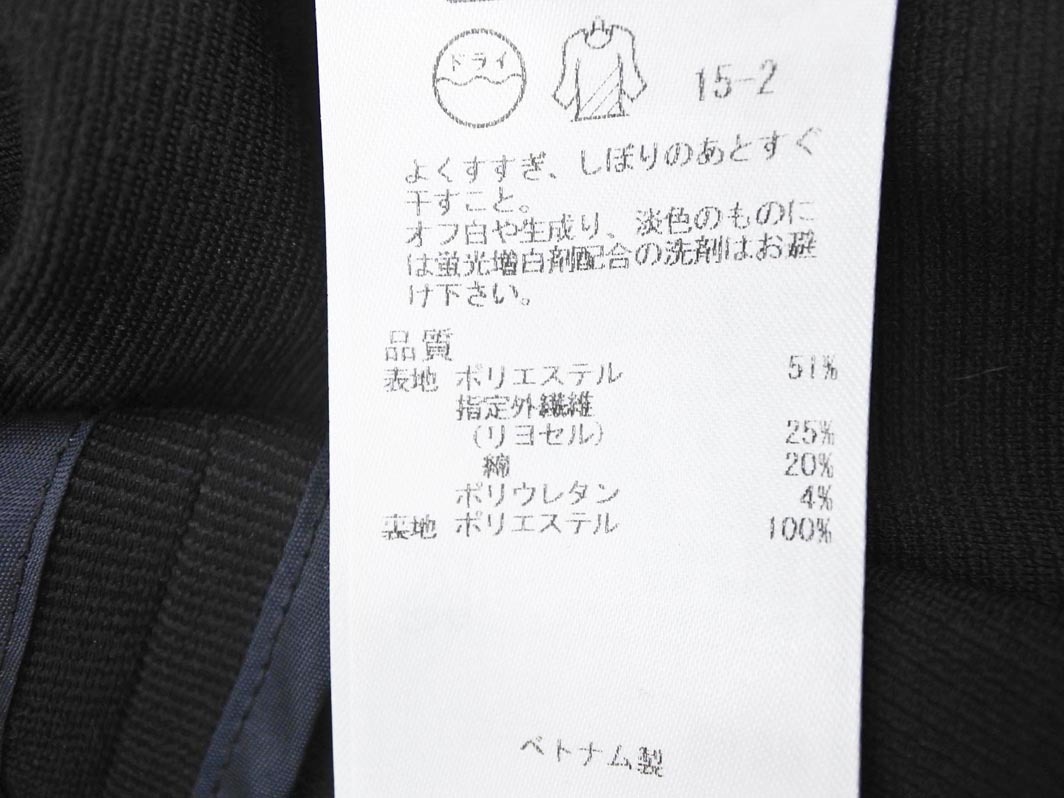 ドライ
15-2
よくすすぎ、しぼりのあとすぐ
干すこと。
オフ白や生成り、淡色のものに
は蛍光増白剤配合の洗剤はお避
け下さい。
品質
表地 ポリエステル 51%
指定外繊維
(リヨセル) 25%
綿 20%
ポリウレタン 4%
裏地 ポリエステル 100%
ベトナム製